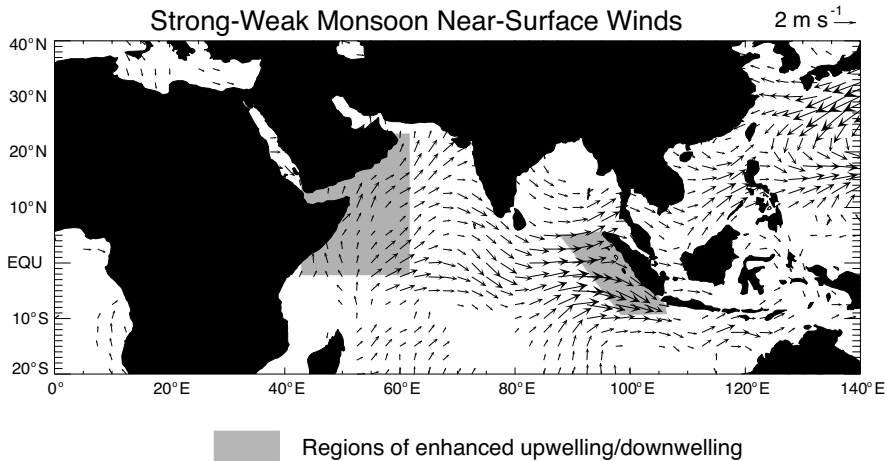 Strong-Weak Monsoon Near-Surface Winds
2 m s-1
40°N
30°N
20°N
10°N
EQU
10°S
20°S
0° 20°E 40°E 60°E 80°E 100°E 120°E 140°E
Regions of enhanced upwelling/downwelling